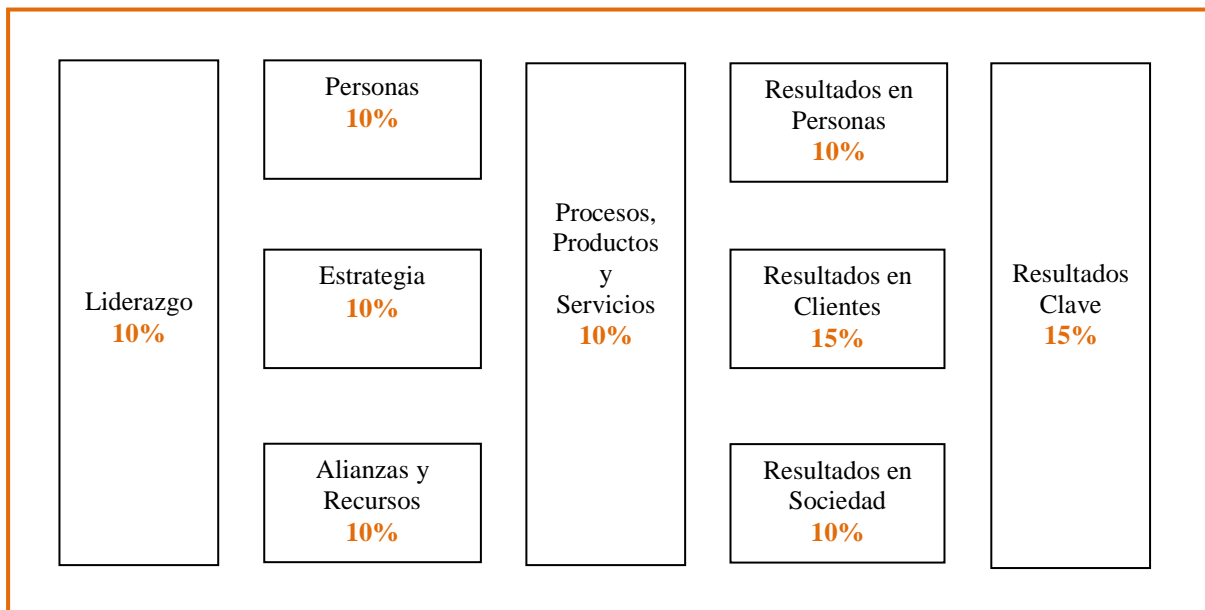 Liderazgo
10%
Personas
10%
Estrategia
10%
Alianzas y
Recursos
10%
Procesos,
Productos
y
Servicios
10%
Resultados en
Personas
10%
Resultados en
Clientes
15%
Resultados en
Sociedad
10%
Resultados
Clave
15%